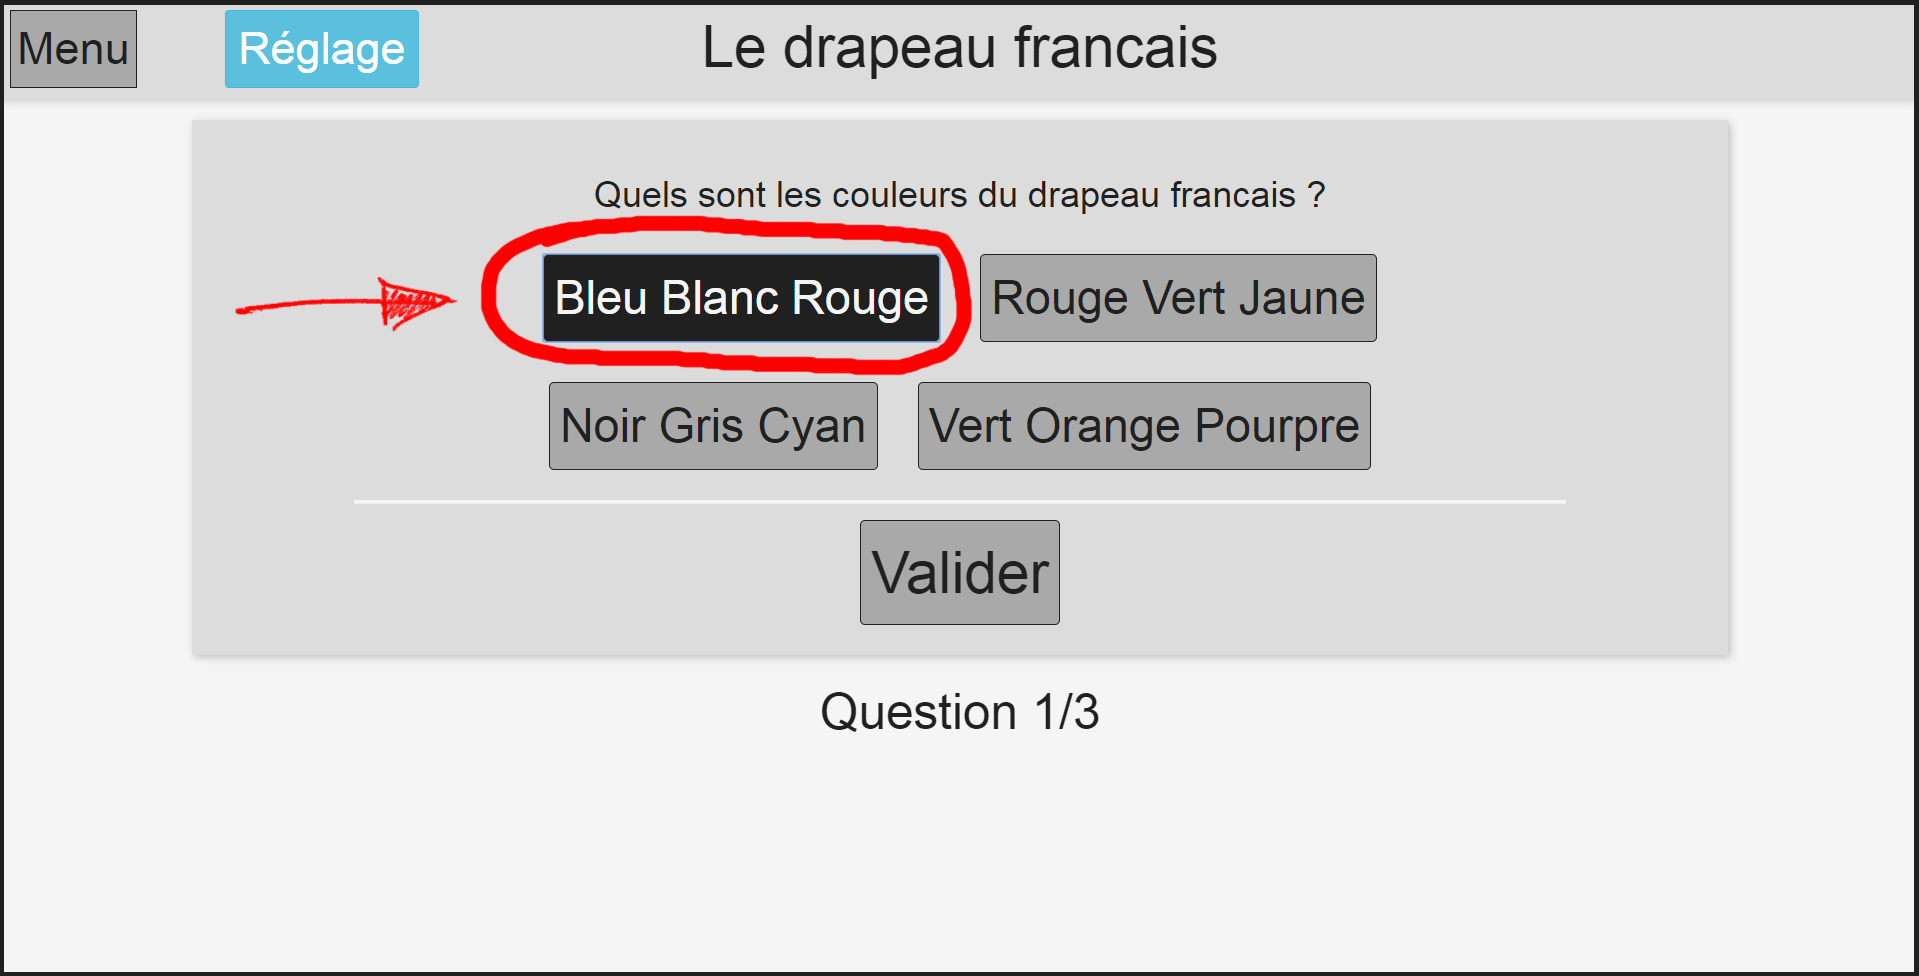 Menu Réglage Le drapeau francais
Quels sont les couleurs du drapeau francais ?
Bleu Blanc Rouge Rouge Vert Jaune
Noir Gris Cyan Vert Orange Pourpre
Valider
Question 1/3